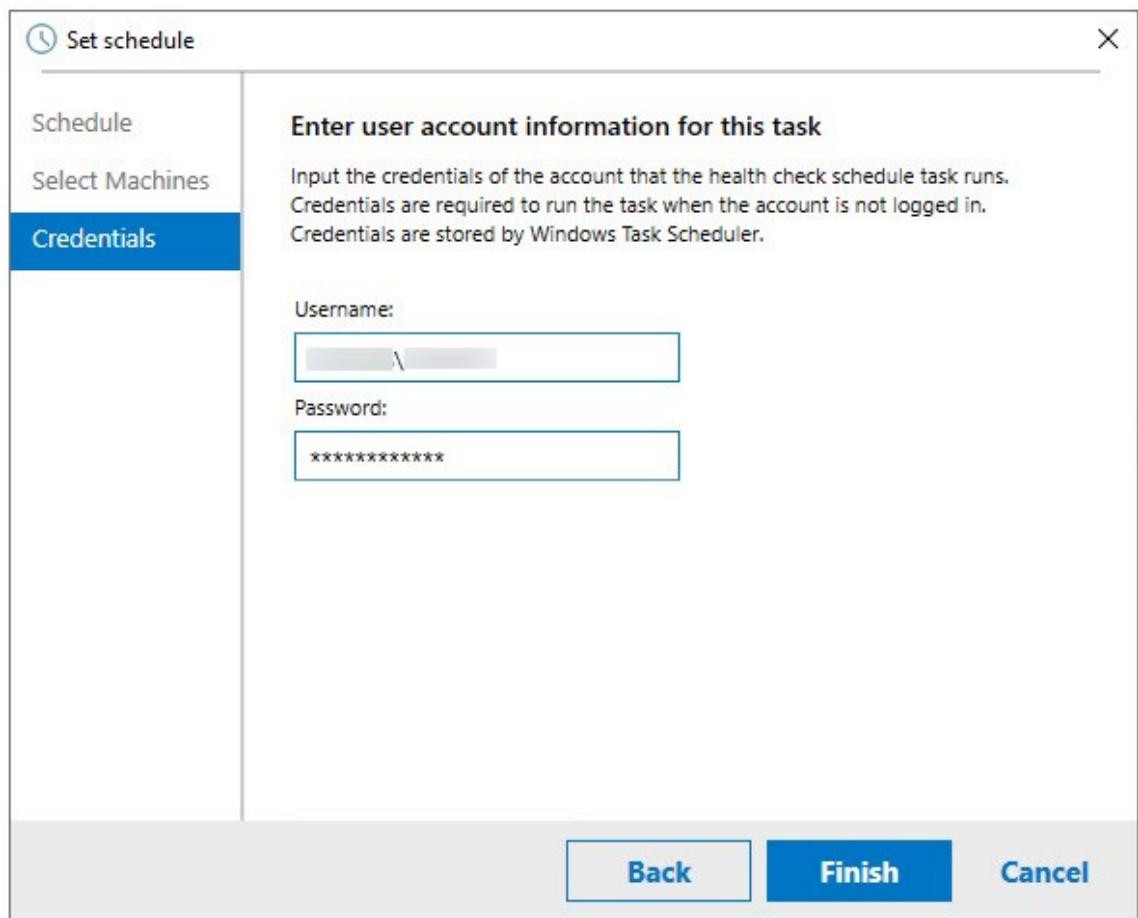 Set schedule
Schedule
Select Machines
Credentials
Enter user account information for this task
Input the credentials of the account that the health check schedule task runs.
Credentials are required to run the task when the account is not logged in.
Credentials are stored by Windows Task Scheduler.
Username:
\
Password:
************
Back
Finish
Cancel